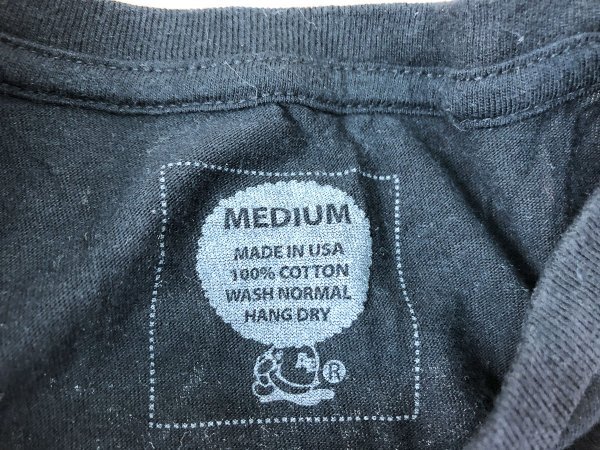 MEDIUM
MADE IN USA
100% COTTON
WASH NORMAL
HANG DRY
®